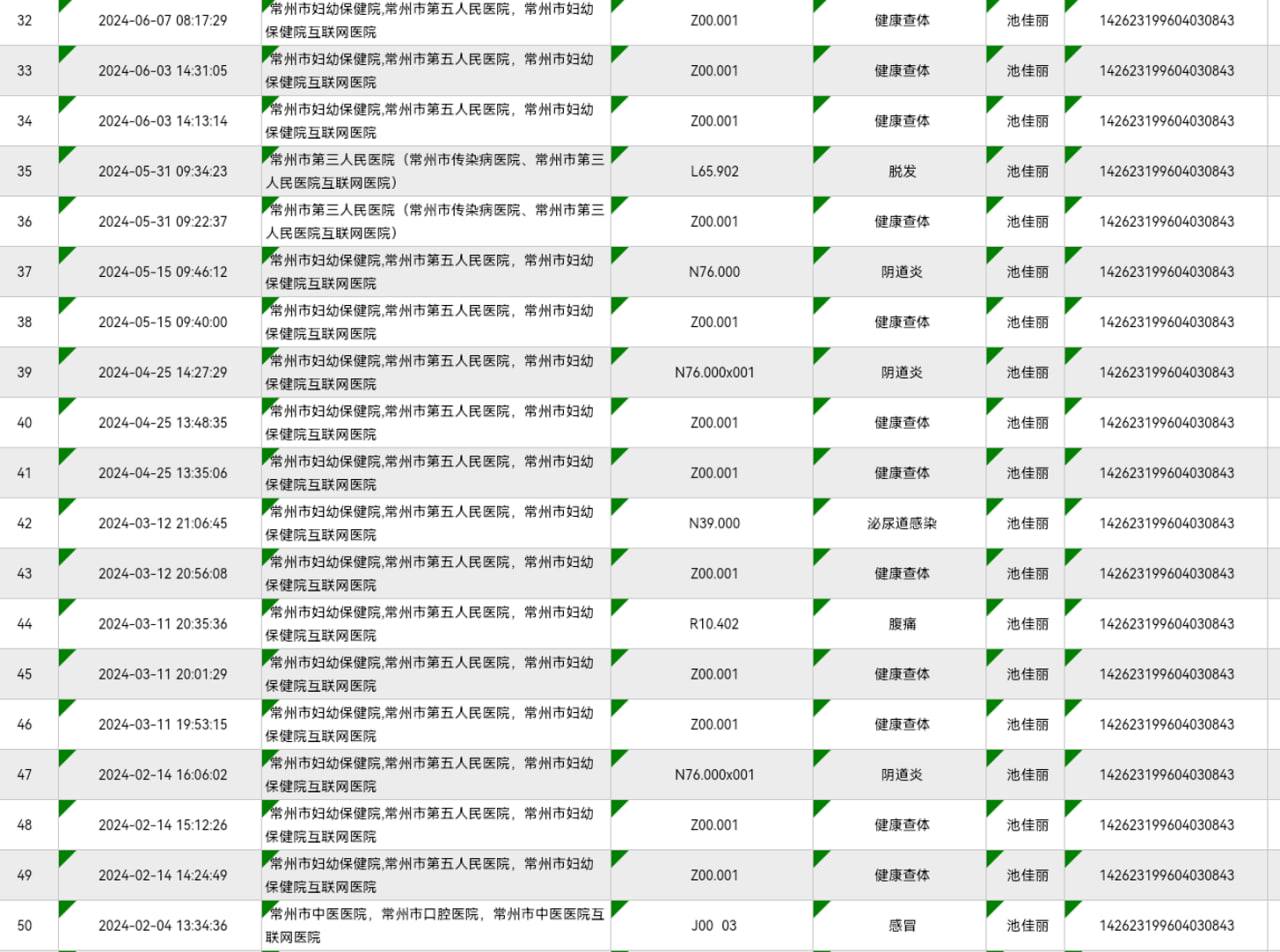 32 2024-06-07 08:17:29 常州市妇幼保健院,常州市第五人民医院，常州市妇幼 Z00.001 健康查体 池佳丽 142623199604030843
保健院互联网医院
33 2024-06-03 14:31:05 常州市妇幼保健院,常州市第五人民医院，常州市妇幼 Z00.001 健康查体 池佳丽 142623199604030843
保健院互联网医院
34 2024-06-03 14:13:14 常州市妇幼保健院,常州市第五人民医院，常州市妇幼 Z00.001 健康查体 池佳丽 142623199604030843
保健院互联网医院
35 2024-05-31 09:34:23 常州市第三人民医院（常州市传染病医院、常州市第三 L65.902 脱发 池佳丽 142623199604030843
人民医院互联网医院）
36 2024-05-31 09:22:37 常州市第三人民医院（常州市传染病医院、常州市第三 Z00.001 健康查体 池佳丽 142623199604030843
人民医院互联网医院）
37 2024-05-15 09:46:12 常州市妇幼保健院,常州市第五人民医院，常州市妇幼 N76.000 阴道炎 池佳丽 142623199604030843
保健院互联网医院
38 2024-05-15 09:40:00 常州市妇幼保健院,常州市第五人民医院，常州市妇幼 Z00.001 健康查体 池佳丽 142623199604030843
保健院互联网医院
39 2024-04-25 14:27:29 常州市妇幼保健院,常州市第五人民医院，常州市妇幼 N76.000x001 阴道炎 池佳丽 142623199604030843
保健院互联网医院
40 2024-04-25 13:48:35 常州市妇幼保健院,常州市第五人民医院，常州市妇幼 Z00.001 健康查体 池佳丽 142623199604030843
保健院互联网医院
41 2024-04-25 13:35:06 常州市妇幼保健院,常州市第五人民医院，常州市妇幼 Z00.001 健康查体 池佳丽 142623199604030843
保健院互联网医院
42 2024-03-12 21:06:45 常州市妇幼保健院,常州市第五人民医院，常州市妇幼 N39.000 泌尿道感染 池佳丽 142623199604030843
保健院互联网医院
43 2024-03-12 20:56:08 常州市妇幼保健院,常州市第五人民医院，常州市妇幼 Z00.001 健康查体 池佳丽 142623199604030843
保健院互联网医院
44 2024-03-11 20:35:36 常州市妇幼保健院,常州市第五人民医院，常州市妇幼 R10.402 腹痛 池佳丽 142623199604030843
保健院互联网医院
45 2024-03-11 20:01:29 常州市妇幼保健院,常州市第五人民医院，常州市妇幼 Z00.001 健康查体 池佳丽 142623199604030843
保健院互联网医院
46 2024-03-11 19:53:15 常州市妇幼保健院,常州市第五人民医院，常州市妇幼 Z00.001 健康查体 池佳丽 142623199604030843
保健院互联网医院
47 2024-02-14 16:06:02 常州市妇幼保健院,常州市第五人民医院，常州市妇幼 N76.000x001 阴道炎 池佳丽 142623199604030843
保健院互联网医院
48 2024-02-14 15:12:26 常州市妇幼保健院,常州市第五人民医院，常州市妇幼 Z00.001 健康查体 池佳丽 142623199604030843
保健院互联网医院
49 2024-02-14 14:24:49 常州市妇幼保健院,常州市第五人民医院，常州市妇幼 Z00.001 健康查体 池佳丽 142623199604030843
保健院互联网医院
50 2024-02-04 13:34:36 常州市中医医院，常州市口腔医院，常州市中医医院互 J00 03 感冒 池佳丽 142623199604030843
联网医院